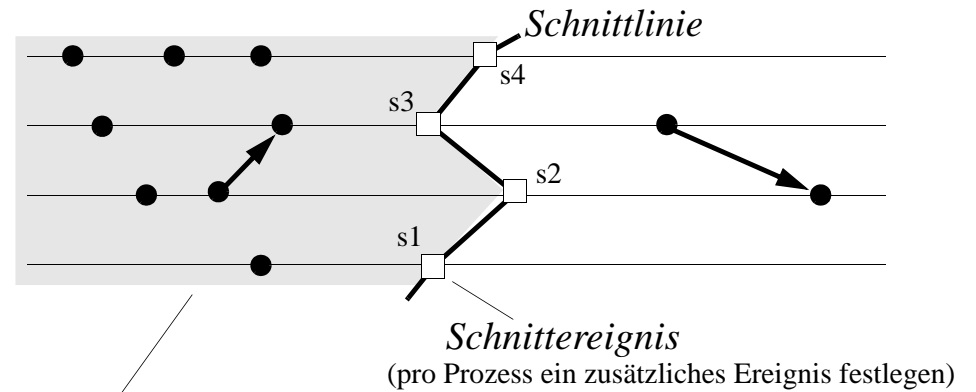 Schnittlinie
s4
s3
s2
s1
Schnittereignis
(pro Prozess ein zusätzliches Ereignis festlegen)